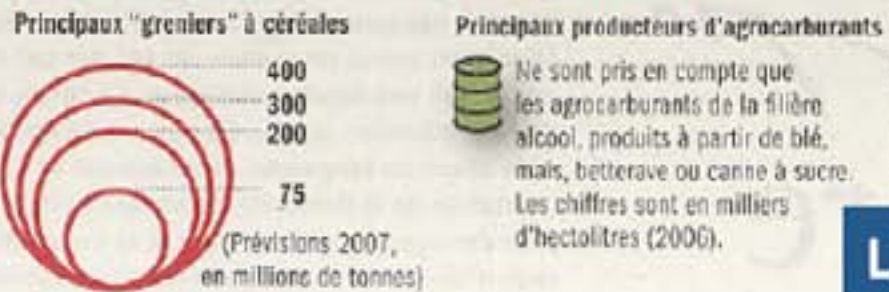 Principaux "greniers" à céréales
400
300
200
75
(Prévisions 2007,
en millions de tonnes)
Principaux producteurs d'agrocarburants
Ne sont pris en compte que
les agrocarburants de la filière
alcool, produits à partir de blé,
maïs, betterave ou canne à sucre.
Les chiffres sont en milliers
d'hectolitres (2006).
L